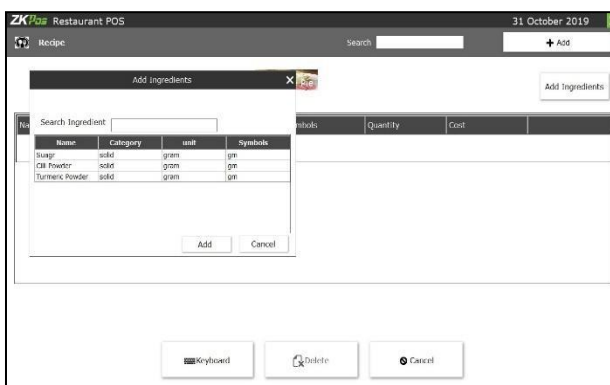 ZKPos Restaurant POS 31 October 2019
Recipe Search + Add
Add Ingredients X
Add Ingredients
Search Ingredient
Quantity Cost
Name Category unit Symbols
Suagr solid gram gm
Cili Powder solid gram gm
Turmeric Powder solid gram gm
Add Cancel
Keyboard Delete Cancel